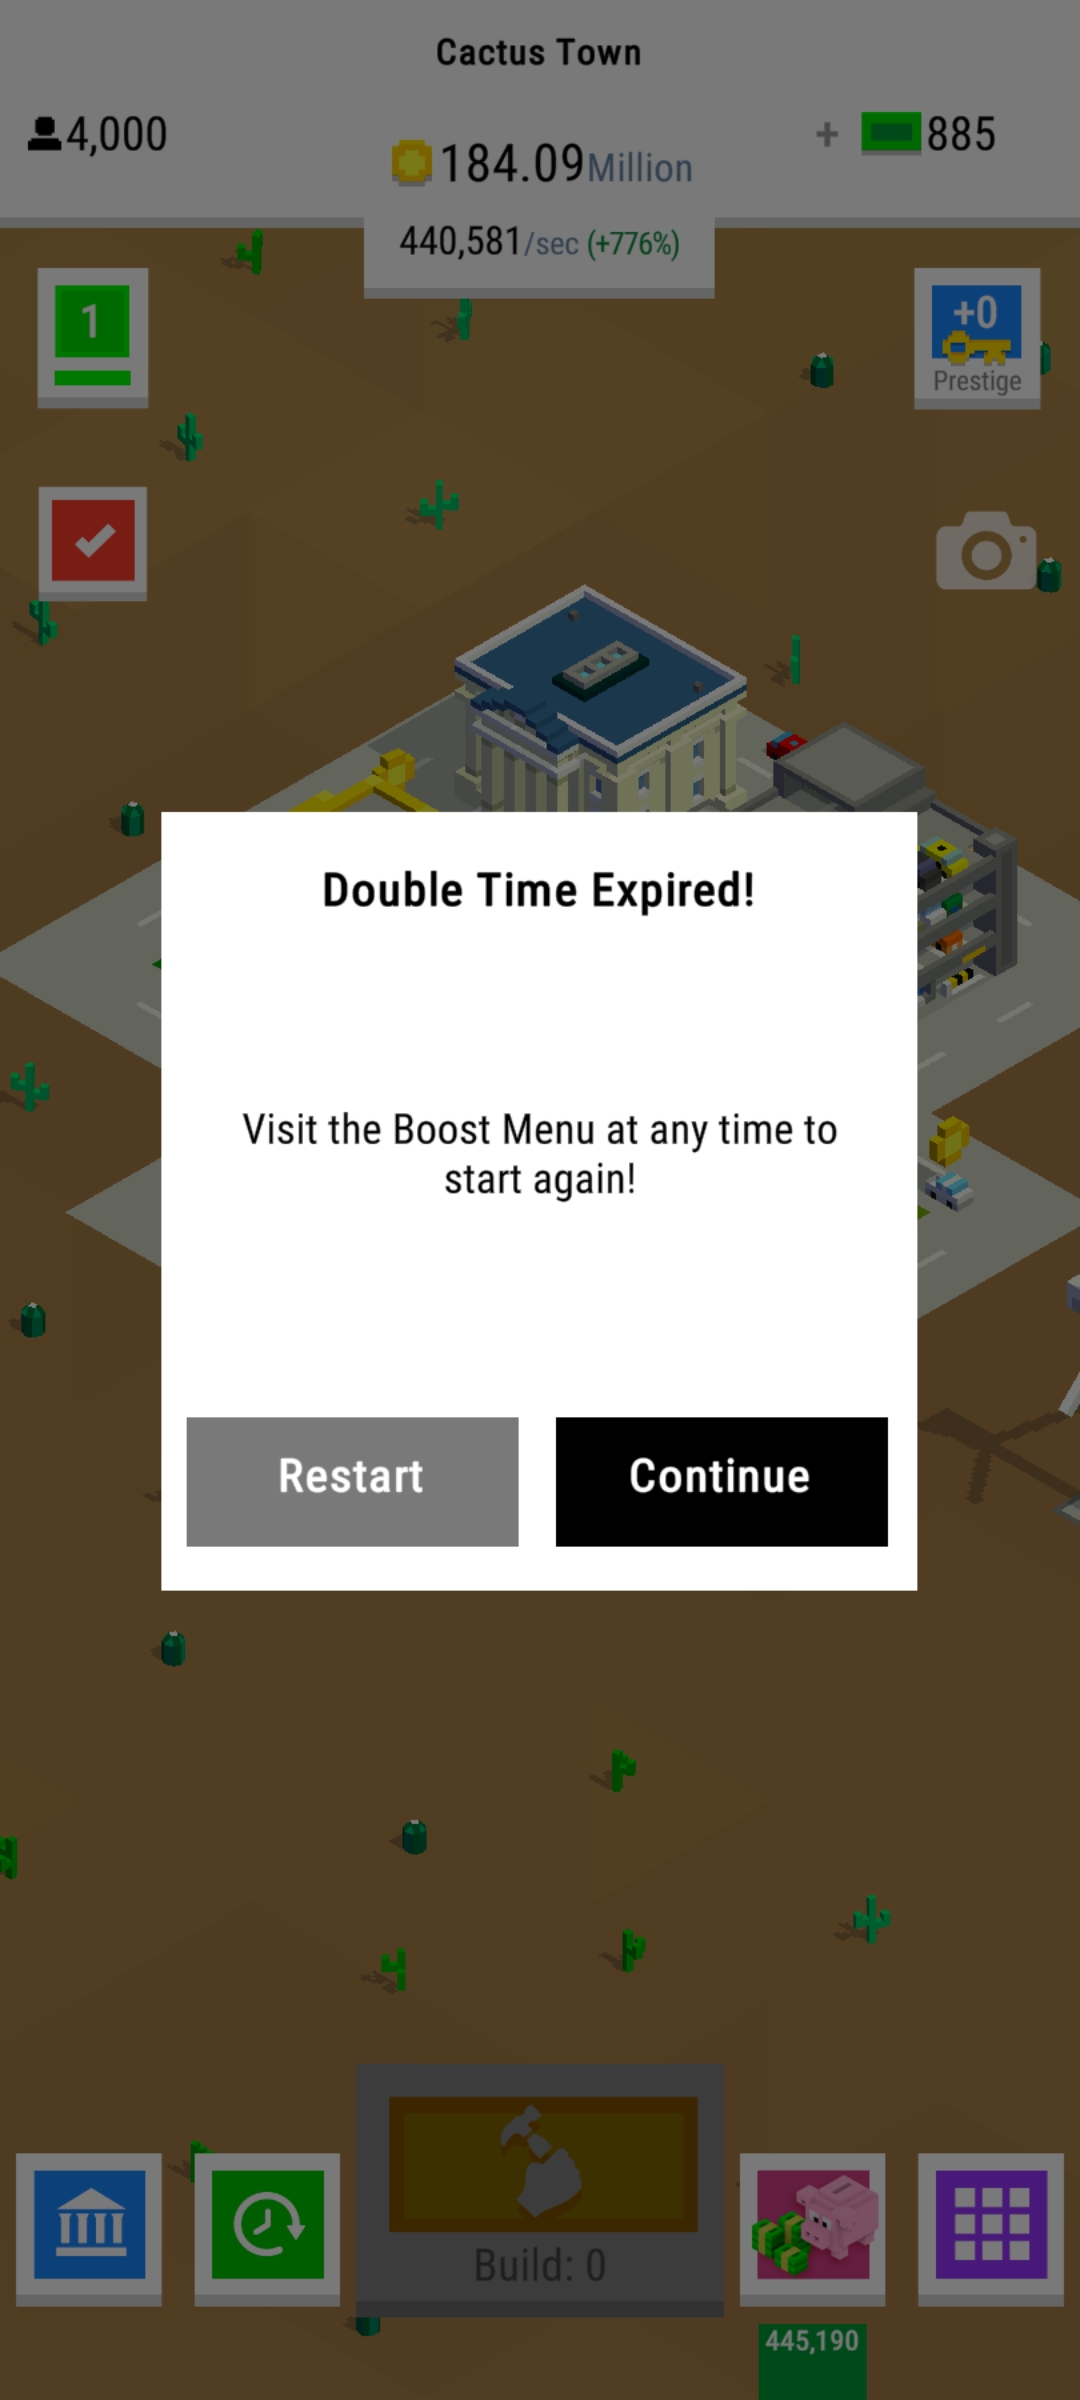 Cactus Town
4,000
184.09Million
+ 885
440,581/sec (+776%)
1
+0
Prestige
Double Time Expired!
Visit the Boost Menu at any time to
start again!
Restart
Continue
Build: 0
445,190